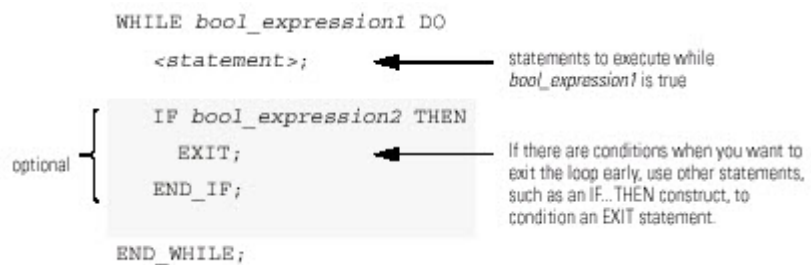 WHILE bool_expression1 DO
<statement>;
statements to execute while
bool_expression1 is true
optional
IF bool_expression2 THEN
EXIT;
END_IF;
If there are conditions when you want to
exit the loop early, use other statements,
such as an IF...THEN construct, to
condition an EXIT statement.
END_WHILE;